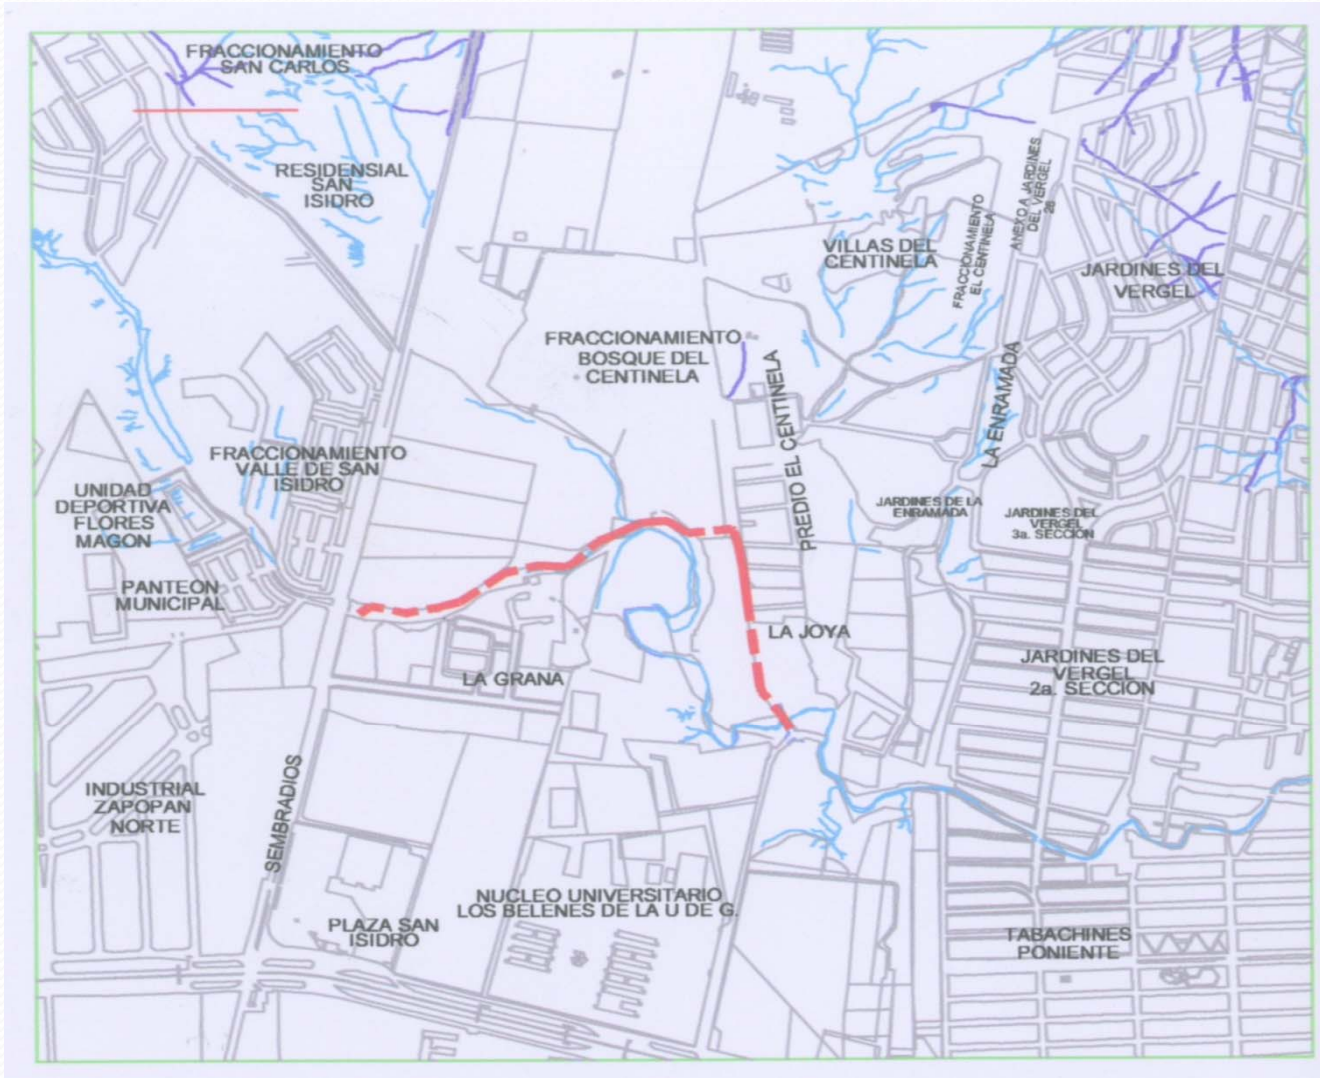 FRACCIONAMIENTO
SAN CARLOS
RESIDENSIAL
SAN
ISIDRO
VILLAS DEL
CENTINELA
FRACCIONAMIENTO
EL CENTINELA
ANEXO A JARDINES
DEL VERGEL
JARDINES DEL
VERGEL
FRACCIONAMIENTO
BOSQUE DEL
CENTINELA
PREDIO EL CENTINELA
LA ENRAMADA
FRACCIONAMIENTO
VALLE DE SAN
ISIDRO
UNIDAD
DEPORTIVA
FLORES
MAGON
JARDINES DE LA
ENRAMADA
JARDINES DEL
VERGEL
3a. SECCION
PANTEON
MUNICIPAL
LA JOYA
LA GRANA
JARDINES DEL
VERGEL
2a. SECCION
INDUSTRIAL
ZAPOPAN
NORTE
SEMBRADIOS
PLAZA SAN
ISIDRO
NUCLEO UNIVERSITARIO
LOS BELENES DE LA U DE G.
TABACHINES
PONIENTE